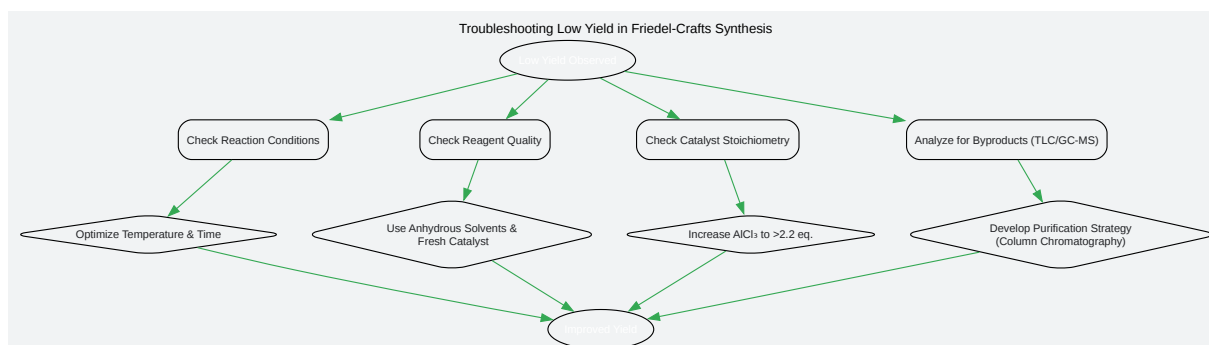 Troubleshooting Low Yield in Friedel-Crafts Synthesis
Low Yield Observed
Check Reaction Conditions
Check Reagent Quality
Check Catalyst Stoichiometry
Analyze for Byproducts (TLC/GC-MS)
Optimize Temperature & Time
Use Anhydrous Solvents &
Fresh Catalyst
Increase AlCl₃ to >2.2 eq.
Develop Purification Strategy
(Column Chromatography)
Improved Yield